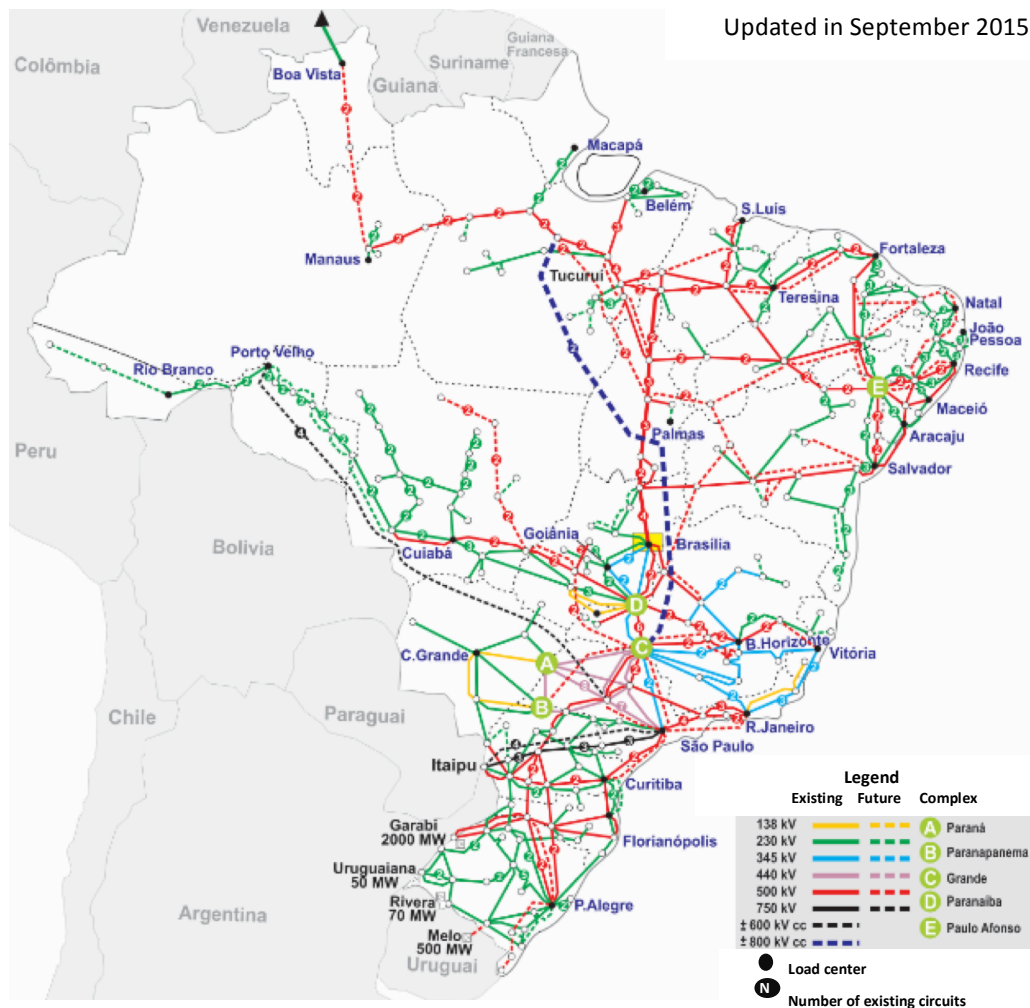 Updated in September 2015
Venezuela
Guiana
Francesa
Suriname
Colômbia
Boa Vista
Guiana
Macapá
Belém
S.Luís
Fortaleza
Manaus
Tucuruí
Teresina
Natal
João
Pessoa
Porto Velho
Rio Branco
Recife
E
Maceió
Palmas
Aracaju
Peru
Salvador
Goiânia
Brasília
Cuiabá
Bolivia
D
C
B.Horizonte
Vitória
C.Grande
A
B
Paraguai
Chile
R.Janeiro
São Paulo
Itaipu
Curitiba
Garabi
2000 MW
Florianópolis
Uruguaiana
50 MW
Rivera
70 MW
P.Alegre
Melo
500 MW
Argentina
Uruguai
Legend
Existing Future Complex
138 kV A Paraná
230 kV B Paranapanema
345 kV
440 kV C Grande
500 kV D Paranaiba
750 kV
±600 kV cc E Paulo Afonso
±800 kV cc
Load center
N Number of existing circuits